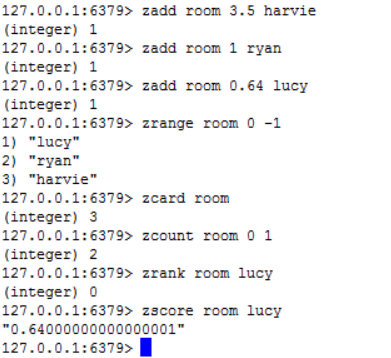 127.0.0.1:6379> zadd room 3.5 harvie
(integer) 1
127.0.0.1:6379> zadd room 1 ryan
(integer) 1
127.0.0.1:6379> zadd room 0.64 lucy
(integer) 1
127.0.0.1:6379> zrange room 0 -1
1) "lucy"
2) "ryan"
3) "harvie"
127.0.0.1:6379> zcard room
(integer) 3
127.0.0.1:6379> zcount room 0 1
(integer) 2
127.0.0.1:6379> zrank room lucy
(integer) 0
127.0.0.1:6379> zscore room lucy
"0.64000000000000001"
127.0.0.1:6379>